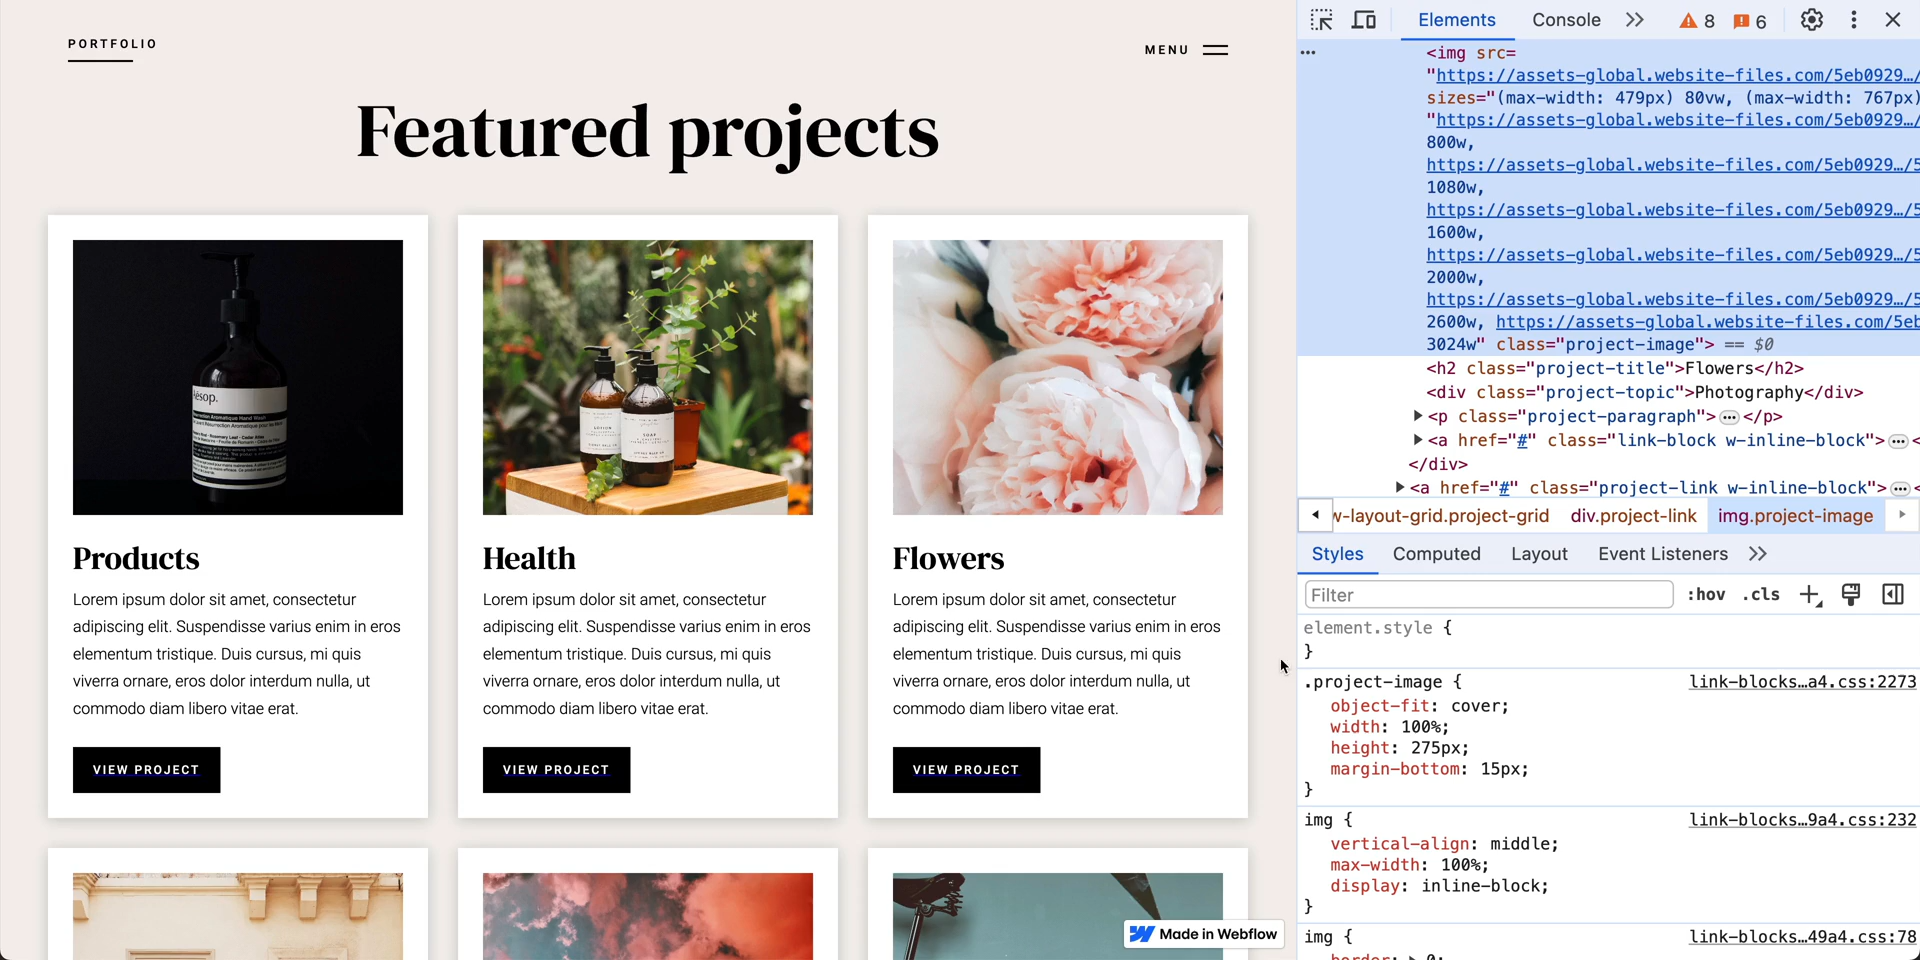 PORTFOLIO
MENU
Featured projects
Aēsop.
LOTION
SOAP
Products
Lorem ipsum dolor sit amet, consectetur
adipiscing elit. Suspendisse varius enim in eros
elementum tristique. Duis cursus, mi quis
viverra ornare, eros dolor interdum nulla, ut
commodo diam libero vitae erat.
VIEW PROJECT
Health
Lorem ipsum dolor sit amet, consectetur
adipiscing elit. Suspendisse varius enim in eros
elementum tristique. Duis cursus, mi quis
viverra ornare, eros dolor interdum nulla, ut
commodo diam libero vitae erat.
VIEW PROJECT
Flowers
Lorem ipsum dolor sit amet, consectetur
adipiscing elit. Suspendisse varius enim in eros
elementum tristique. Duis cursus, mi quis
viverra ornare, eros dolor interdum nulla, ut
commodo diam libero vitae erat.
VIEW PROJECT
Made in Webflow
Elements Console 8 6
<img src=
"https://assets-global.website-files.com/5eb0929…/5
sizes="(max-width: 479px) 80vw, (max-width: 767px)
"https://assets-global.website-files.com/5eb0929…/5
800w,
https://assets-global.website-files.com/5eb0929…/5
1080w,
https://assets-global.website-files.com/5eb0929…/5
1600w,
https://assets-global.website-files.com/5eb0929…/5
2000w,
https://assets-global.website-files.com/5eb0929…/5
2600w, https://assets-global.website-files.com/5eb
3024w" class="project-image"> == $0
<h2 class="project-title">Flowers</h2>
<div class="project-topic">Photography</div>
<p class="project-paragraph">…</p>
<a href="#" class="link-block w-inline-block">…<
</div>
<a href="#" class="project-link w-inline-block">…<
w-layout-grid.project-grid div.project-link img.project-image
Styles Computed Layout Event Listeners
Filter :hov .cls
element.style {
}
.project-image { link-blocks…a4.css:2273
object-fit: cover;
width: 100%;
height: 275px;
margin-bottom: 15px;
}
img { link-blocks…9a4.css:232
vertical-align: middle;
max-width: 100%;
display: inline-block;
}
img { link-blocks…49a4.css:78
border: 0;